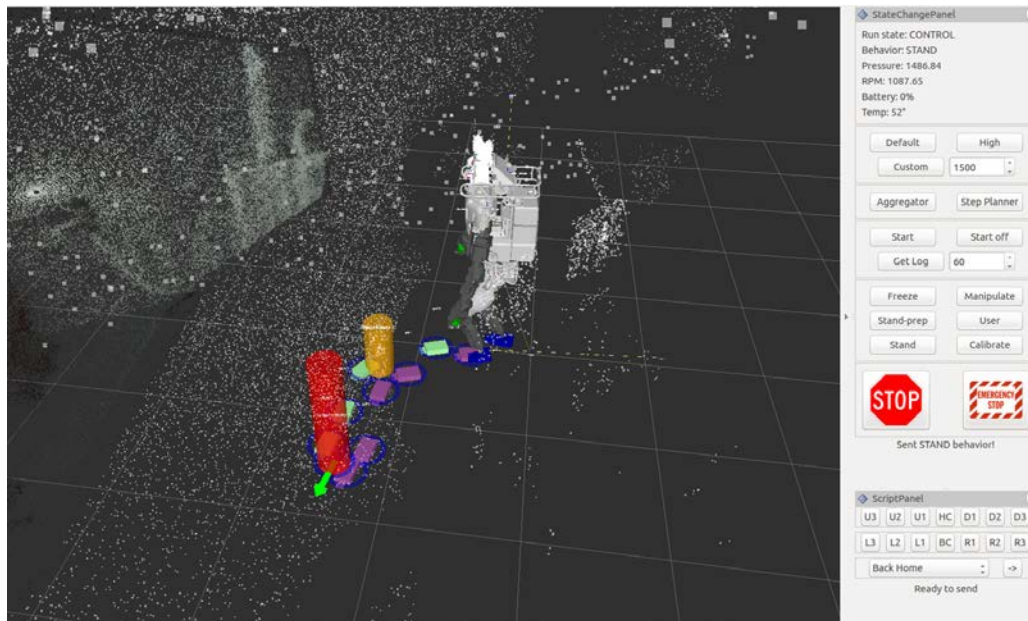 StateChangePanel
Run state: CONTROL
Behavior: STAND
Pressure: 1486.84
RPM: 1087.65
Battery: 0%
Temp: 52°
Default High
Custom 1500
Aggregator Step Planner
Start Start off
Get Log 60
Freeze Manipulate
Stand-prep User
Stand Calibrate
STOP EMERGENCY STOP
Sent STAND behavior!
ScriptPanel
U3 U2 U1 HC D1 D2 D3
L3 L2 L1 BC R1 R2 R3
Back Home ->
Ready to send